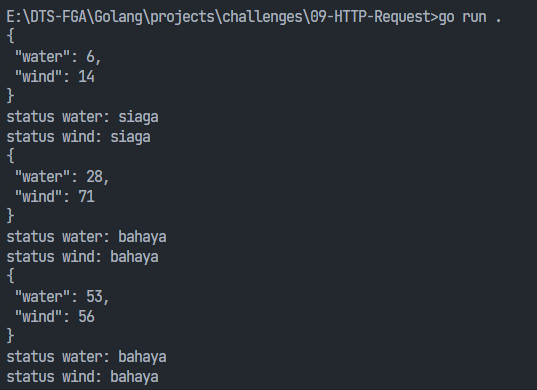 E:\DTS-FGA\Golang\projects\challenges\09-HTTP-Request>go run .
{
 "water": 6,
 "wind": 14
}
status water: siaga
status wind: siaga
{
 "water": 28,
 "wind": 71
}
status water: bahaya
status wind: bahaya
{
 "water": 53,
 "wind": 56
}
status water: bahaya
status wind: bahaya